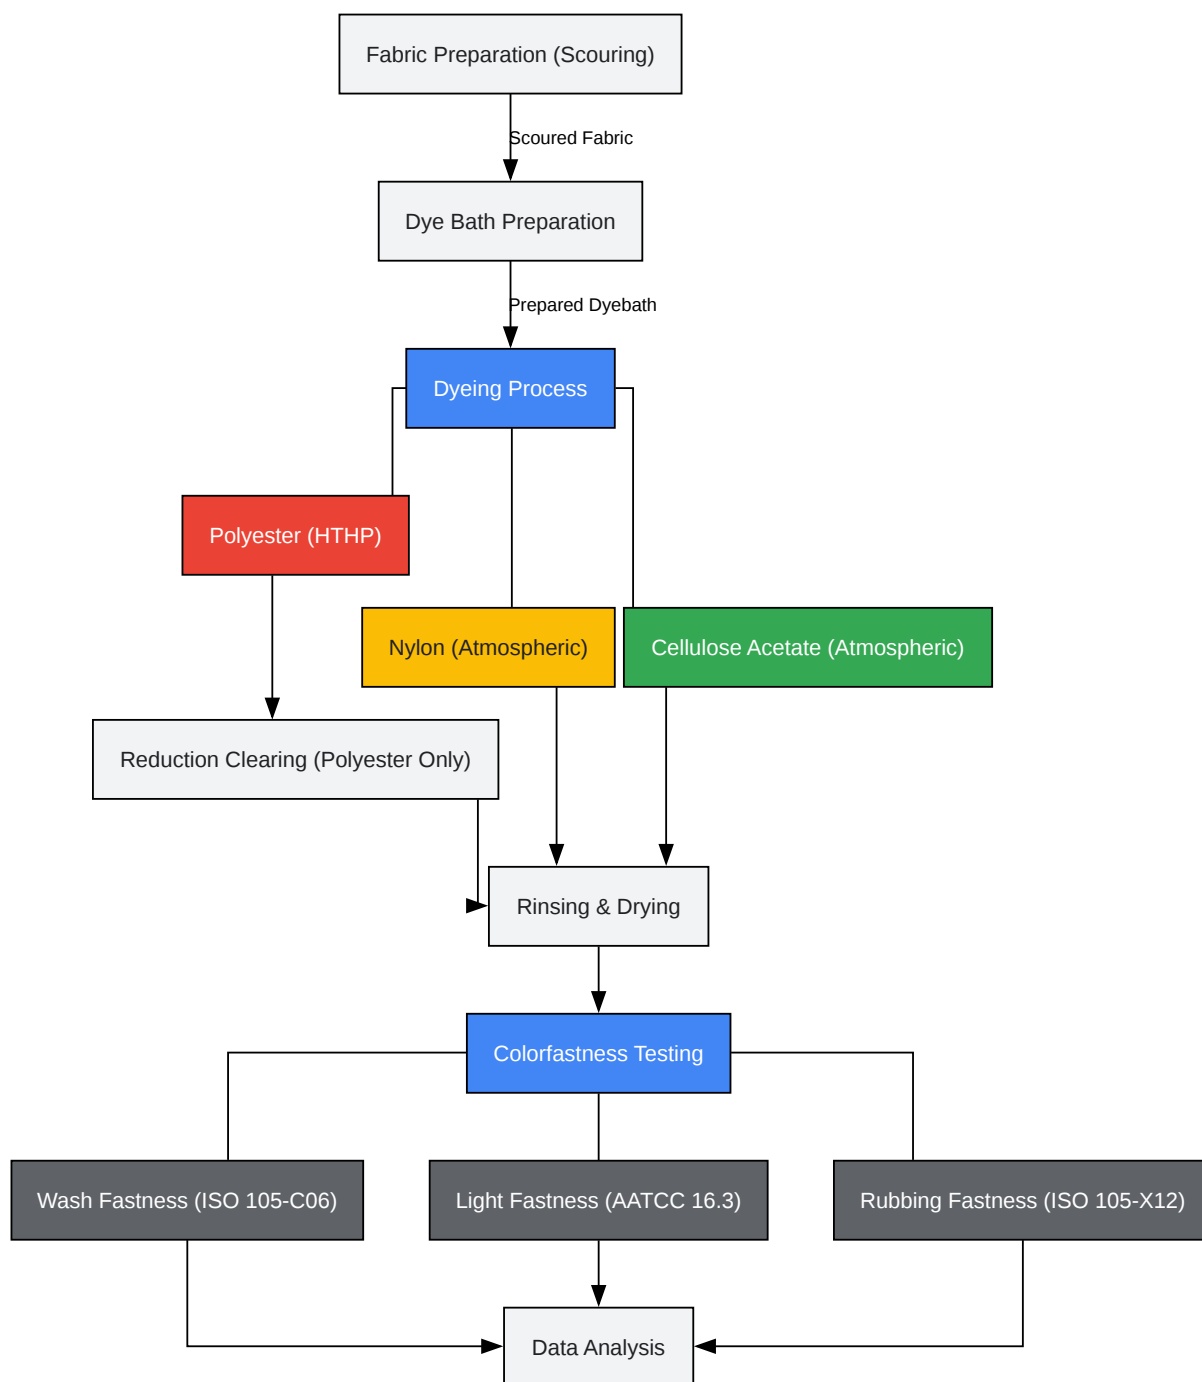 Fabric Preparation (Scouring)
Scoured Fabric
Dye Bath Preparation
Prepared Dyebath
Dyeing Process
Polyester (HTHP)
Nylon (Atmospheric)
Cellulose Acetate (Atmospheric)
Reduction Clearing (Polyester Only)
Rinsing & Drying
Colorfastness Testing
Wash Fastness (ISO 105-C06)
Light Fastness (AATCC 16.3)
Rubbing Fastness (ISO 105-X12)
Data Analysis